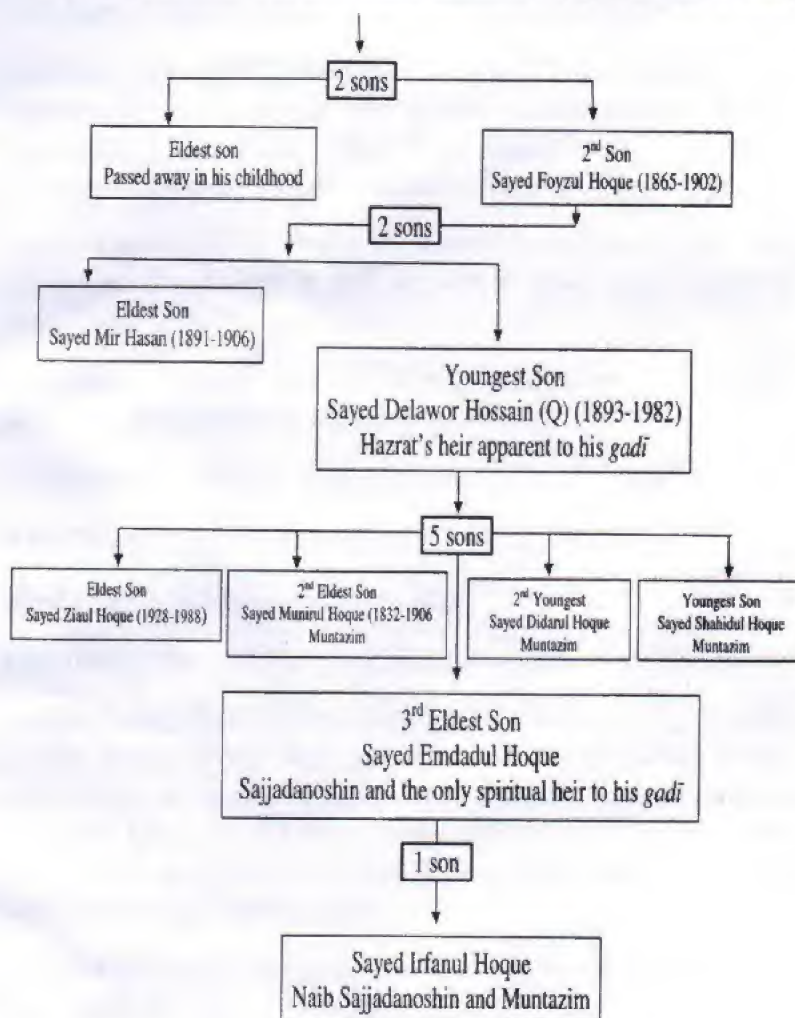 2 sons
Eldest son
Passed away in his childhood
2nd Son
Sayed Foyzul Hoque (1865-1902)
2 sons
Eldest Son
Sayed Mir Hasan (1891-1906)
Youngest Son
Sayed Delawor Hossain (Q) (1893-1982)
Hazrat's heir apparent to his gadī
5 sons
Eldest Son
Sayed Ziaul Hoque (1928-1988)
2nd Eldest Son
Sayed Munirul Hoque (1832-1906
Muntazim
2nd Youngest
Sayed Didarul Hoque
Muntazim
Youngest Son
Sayed Shahidul Hoque
Muntazim
3rd Eldest Son
Sayed Emdadul Hoque
Sajjadanoshin and the only spiritual heir to his gadī
1 son
Sayed Irfanul Hoque
Naib Sajjadanoshin and Muntazim